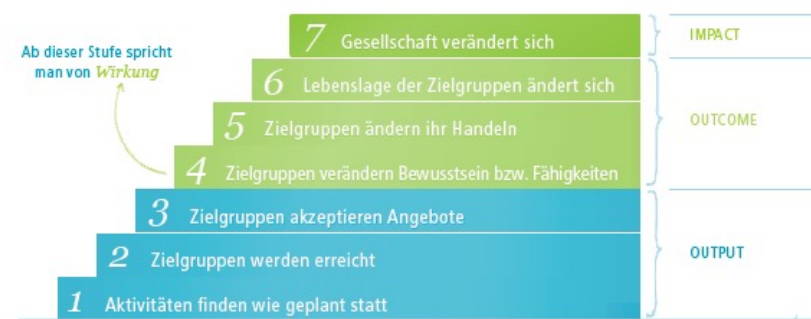 7 Gesellschaft verändert sich
IMPACT
Ab dieser Stufe spricht
man von Wirkung
6 Lebenslage der Zielgruppen ändert sich
5 Zielgruppen ändern ihr Handeln
OUTCOME
4 Zielgruppen verändern Bewusstsein bzw. Fähigkeiten
3 Zielgruppen akzeptieren Angebote
2 Zielgruppen werden erreicht
OUTPUT
1 Aktivitäten finden wie geplant statt